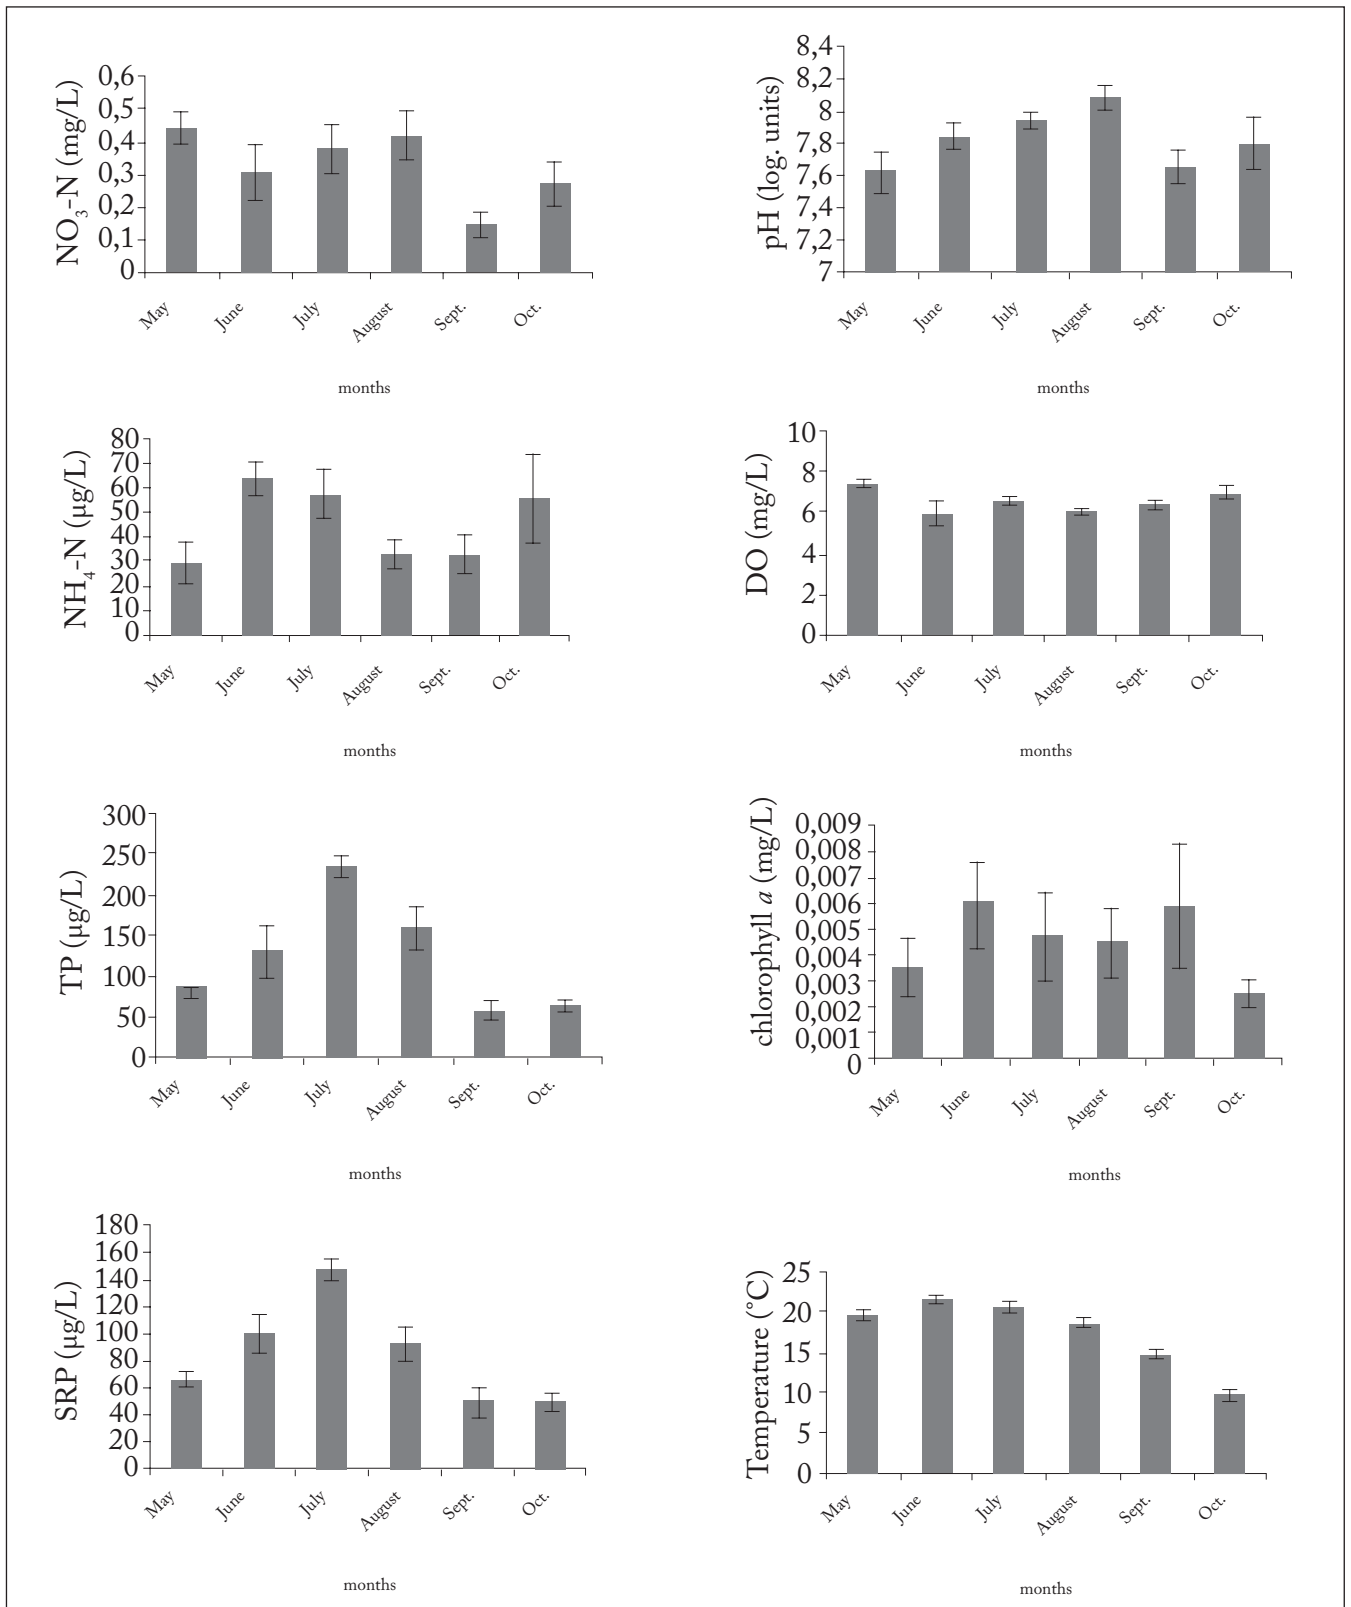 NO₃-N (mg/L)
0,6
0,5
0,4
0,3
0,2
0,1
0
May
June
July
August
Sept.
Oct.
months
pH (log. units)
8,4
8,2
8
7,8
7,6
7,4
7,2
7
May
June
July
August
Sept.
Oct.
NH₄-N (µg/L)
80
70
60
50
40
30
20
10
0
May
June
July
August
Sept.
Oct.
months
DO (mg/L)
10
8
6
4
2
0
May
June
July
August
Sept.
Oct.
months
TP (µg/L)
300
250
200
150
100
50
0
May
June
July
August
Sept.
Oct.
months
chlorophyll a (mg/L)
0,009
0,008
0,007
0,006
0,005
0,004
0,003
0,002
0,001
0
May
June
July
August
Sept.
Oct.
months
SRP (µg/L)
180
160
140
120
100
80
60
40
20
0
May
June
July
August
Sept.
Oct.
months
Temperature (°C)
25
20
15
10
5
0
May
June
July
August
Sept.
Oct.
months